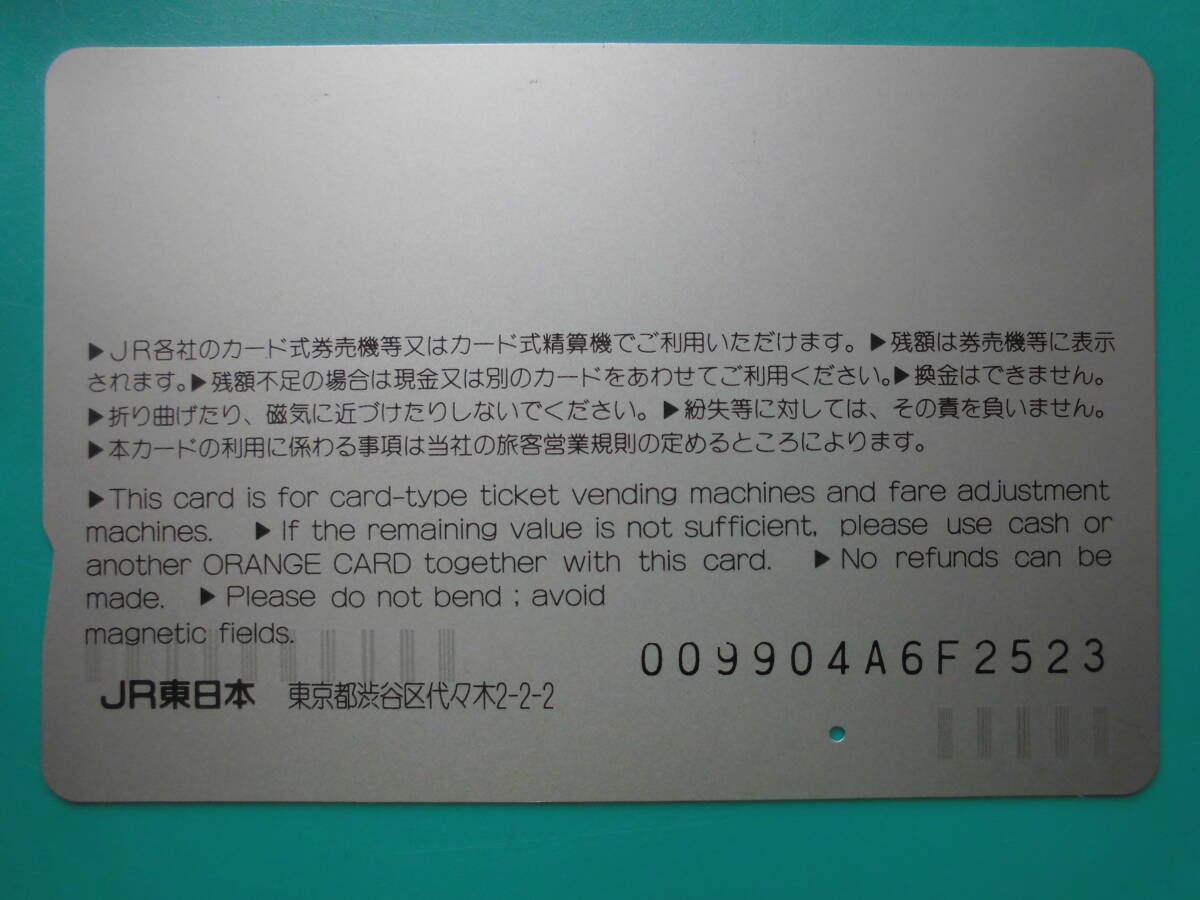 ▶JR各社のカード式券売機等又はカード式精算機でご利用いただけます。▶残額は券売機等に表示
されます。▶残額不足の場合は現金又は別のカードをあわせてご利用ください。▶換金はできません。
▶折り曲げたり、磁気に近づけたりしないでください。▶紛失等に対しては、その責を負いません。
▶本カードの利用に係わる事項は当社の旅客営業規則の定めるところによります。
▶This card is for card-type ticket vending machines and fare adjustment
machines. ▶If the remaining value is not sufficient, please use cash or
another ORANGE CARD together with this card. ▶No refunds can be
made. ▶Please do not bend ; avoid
magnetic fields.
009904A6F2523
JR東日本 東京都渋谷区代々木2-2-2